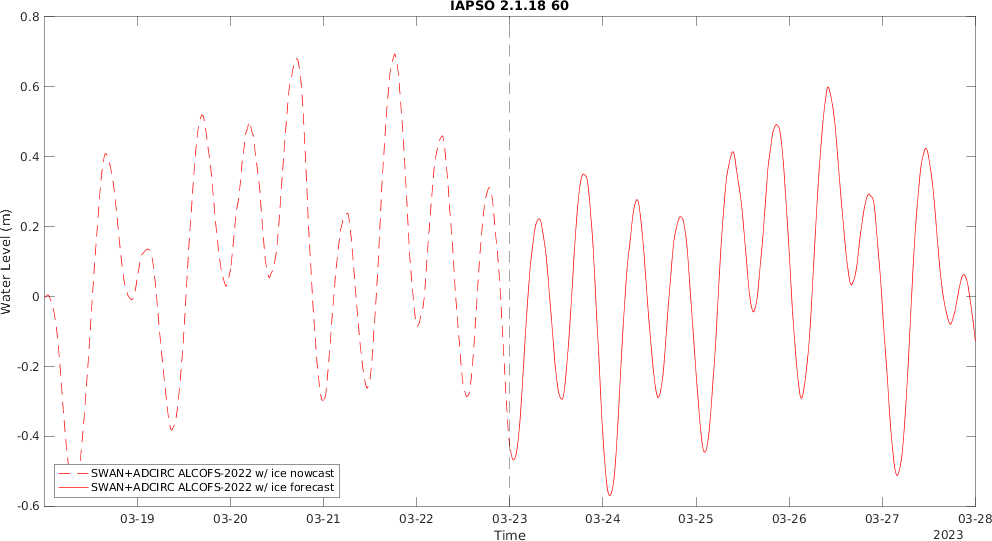 IAPSO 2.1.18 60
Water Level (m)
0.8
0.6
0.4
0.2
0
-0.2
-0.4
-0.6
SWAN+ADCIRC ALCOFS-2022 w/ ice nowcast
SWAN+ADCIRC ALCOFS-2022 w/ ice forecast
03-19 03-20 03-21 03-22 03-23 03-24 03-25 03-26 03-27 03-28
Time
2023